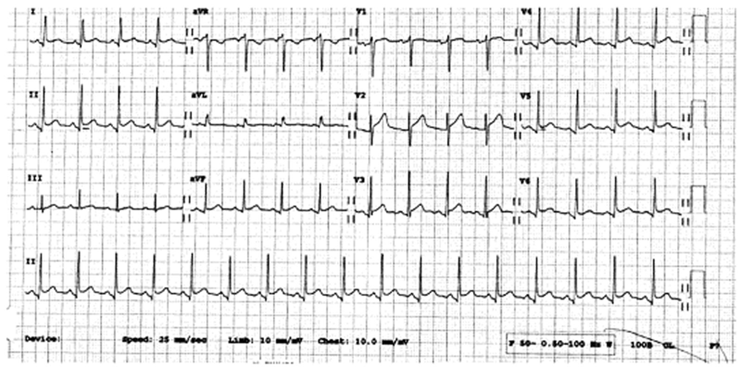 I aVR V1 V4
II aVL V2 V5
III aVF V3 V6
II
Device: Speed: 25 mm/sec Limb: 10 mm/mV Chest: 10.0 mm/mV F 50~ 0.50-100 Hz W 100B CL P?